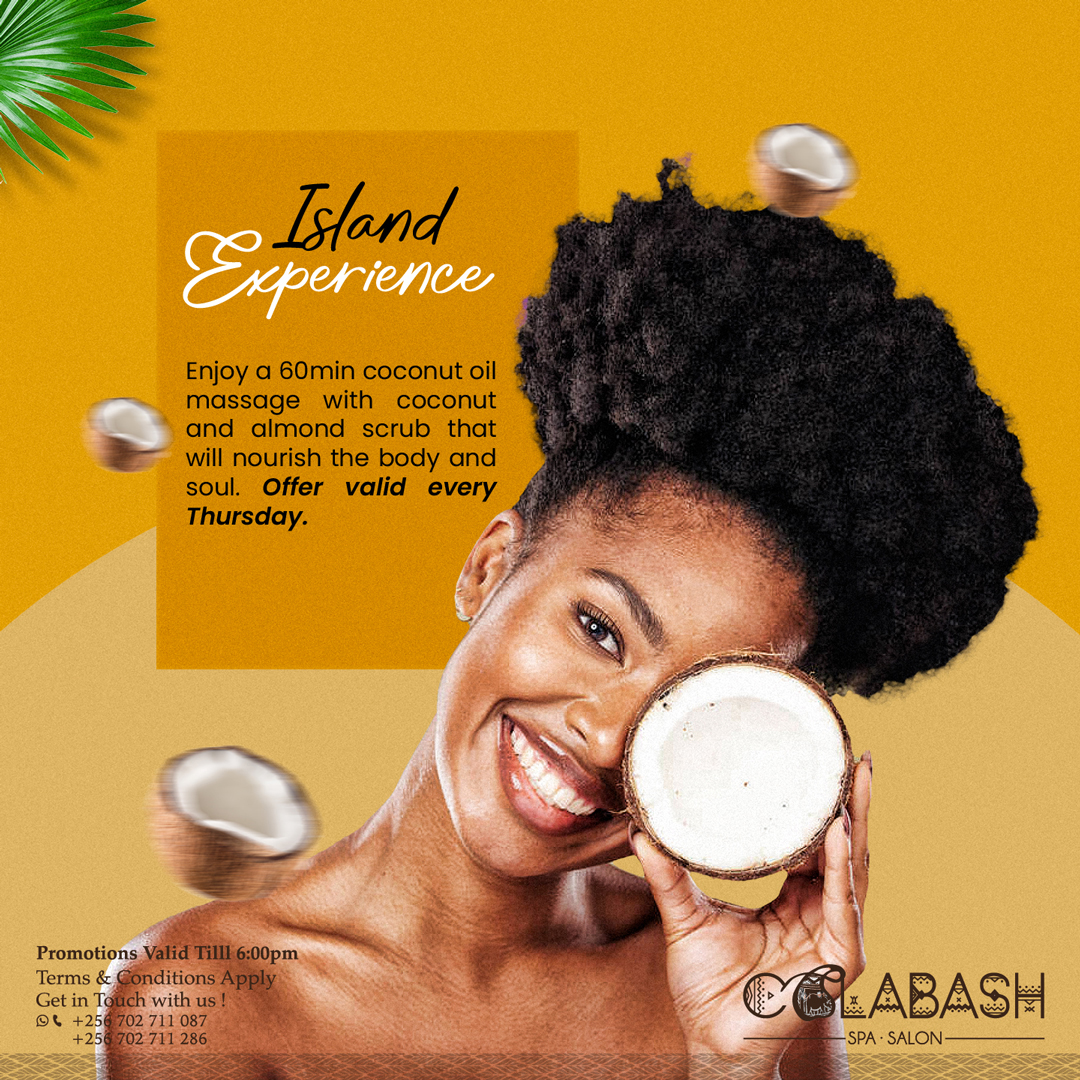 Island
Experience
Enjoy a 60min coconut oil
massage with coconut
and almond scrub that
will nourish the body and
soul. Offer valid every
Thursday.
Promotions Valid Tilll 6:00pm
Terms & Conditions Apply
Get in Touch with us !
+256 702 711 087
+256 702 711 286
CALABASH
SPA · SALON